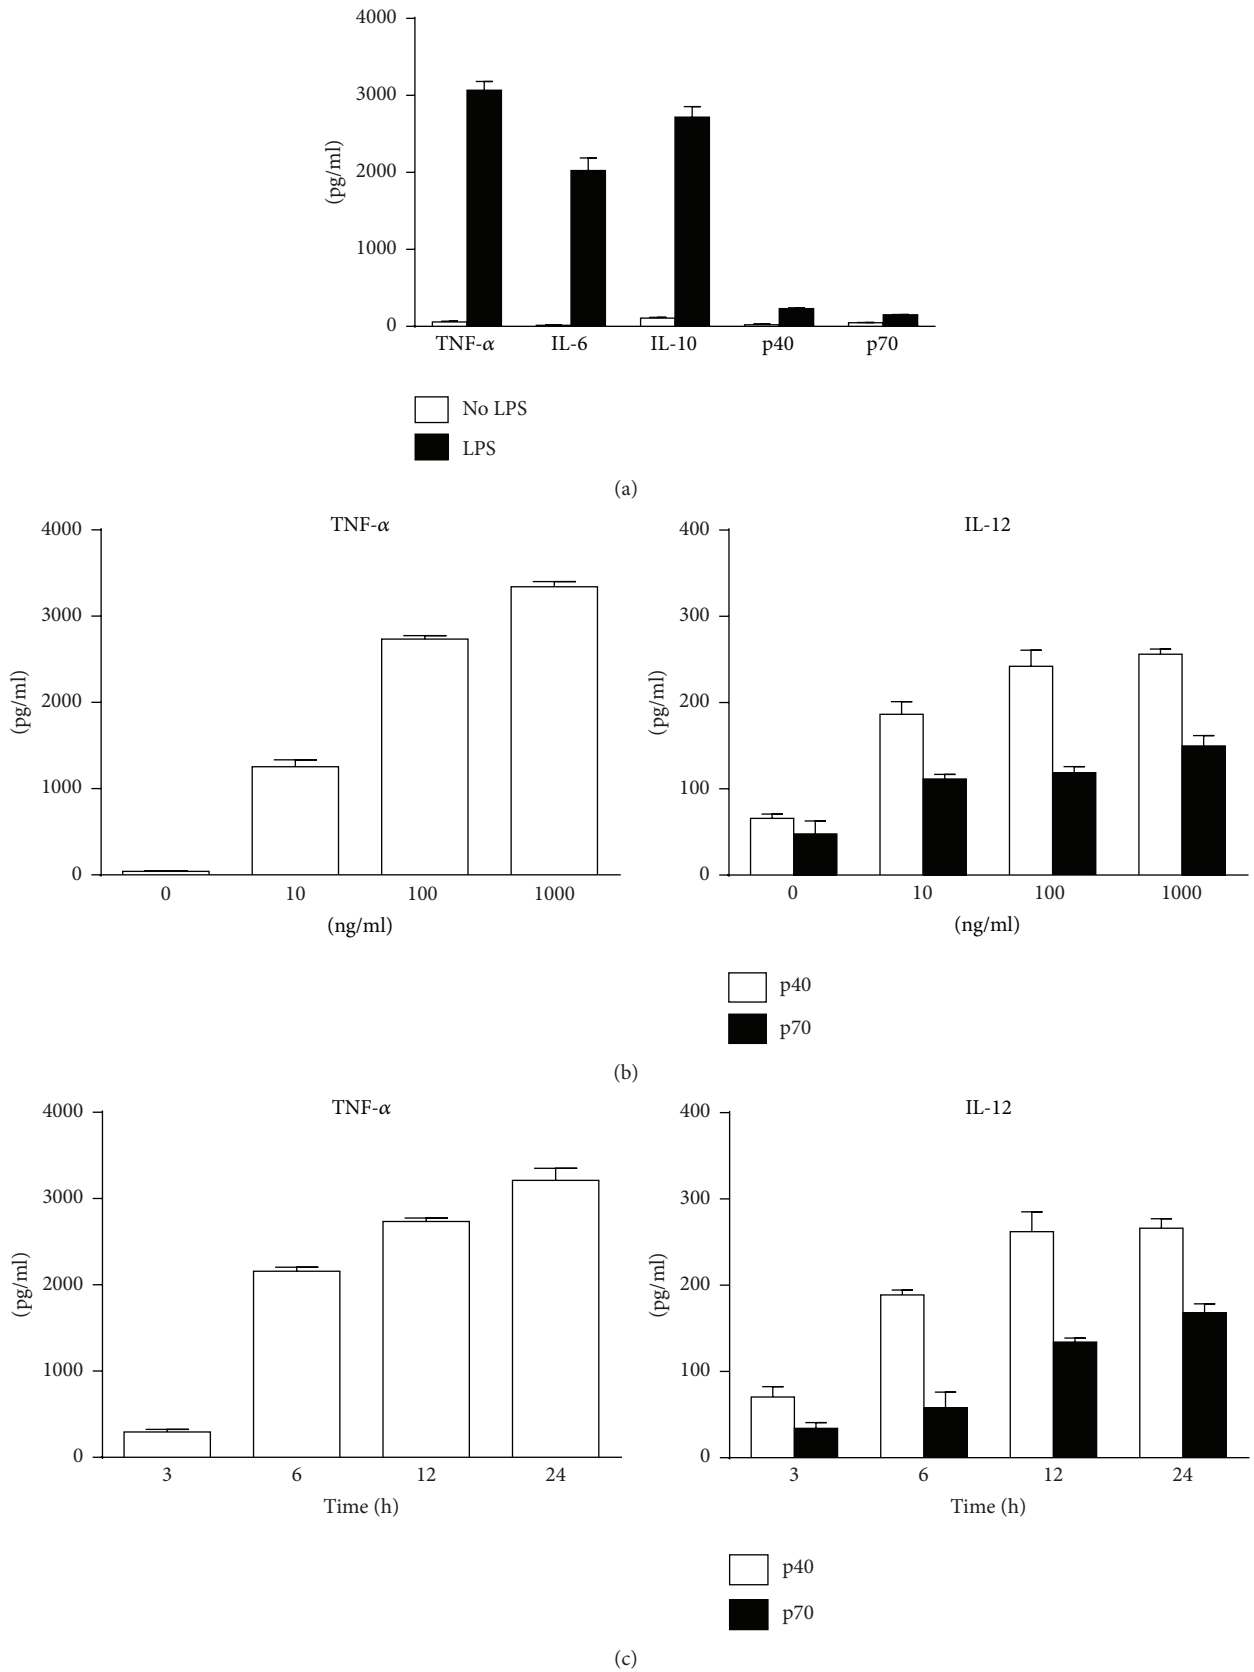 4000
3000
2000
1000
0
(pg/ml)
TNF-α IL-6 IL-10 p40 p70
No LPS
LPS
(a)
TNF-α
4000
3000
2000
1000
0
(pg/ml)
0 10 100 1000
(ng/ml)
IL-12
400
300
200
100
0
(pg/ml)
0 10 100 1000
(ng/ml)
p40
p70
(b)
TNF-α
4000
3000
2000
1000
0
(pg/ml)
3 6 12 24
Time (h)
IL-12
400
300
200
100
0
(pg/ml)
3 6 12 24
Time (h)
p40
p70
(c)